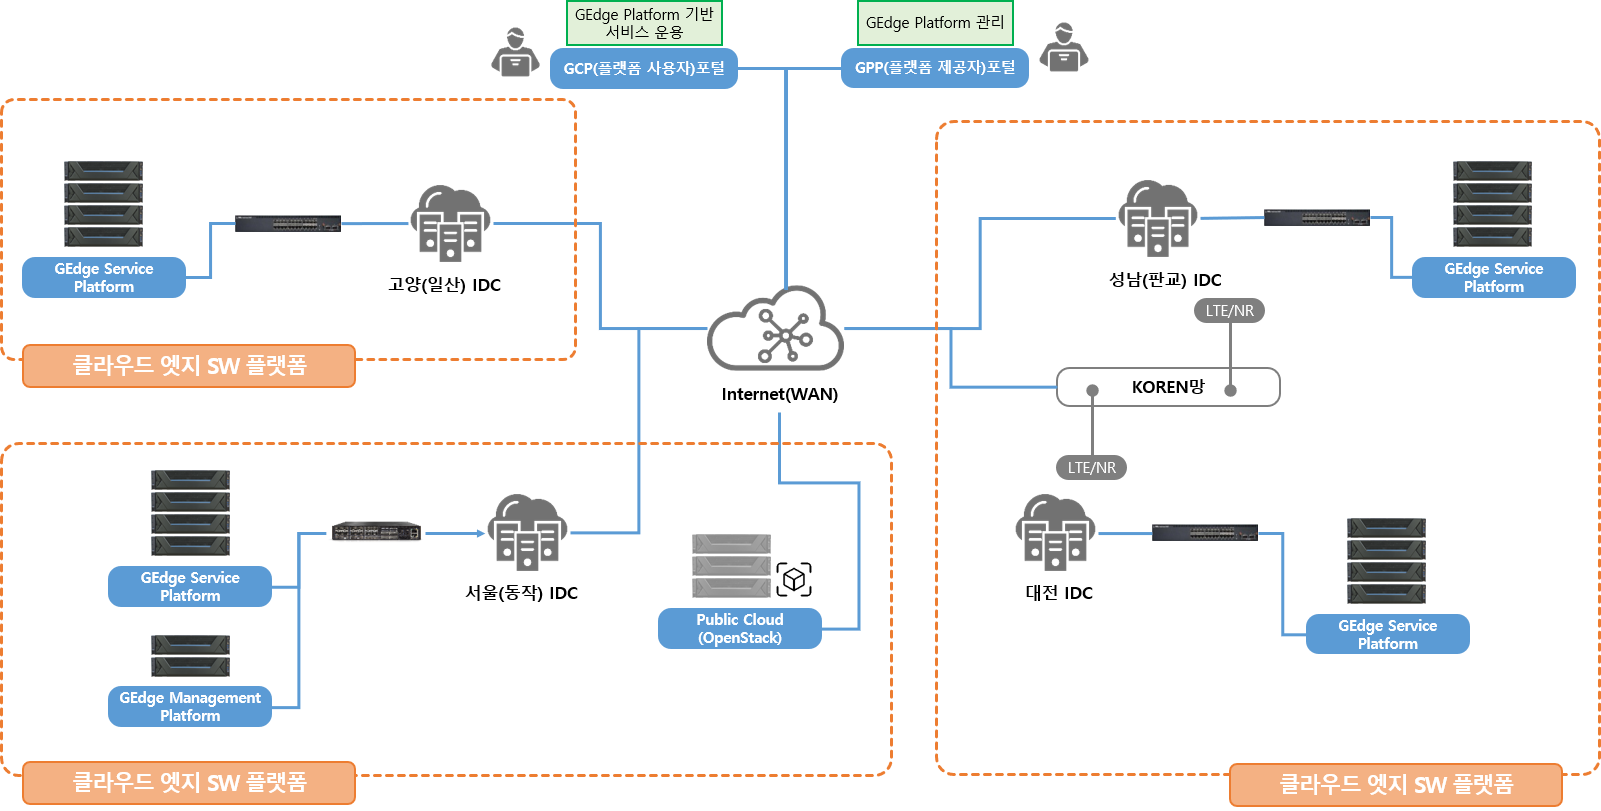 GEdge Platform 기반
서비스 운용
GEdge Platform 관리
GCP(플랫폼 사용자)포털
GPP(플랫폼 제공자)포털
GEdge Service
Platform
고양(일산) IDC
클라우드 엣지 SW 플랫폼
성남(판교) IDC
GEdge Service
Platform
LTE/NR
KOREN망
LTE/NR
Internet(WAN)
GEdge Service
Platform
서울(동작) IDC
GEdge Management
Platform
Public Cloud
(OpenStack)
대전 IDC
GEdge Service
Platform
클라우드 엣지 SW 플랫폼
클라우드 엣지 SW 플랫폼